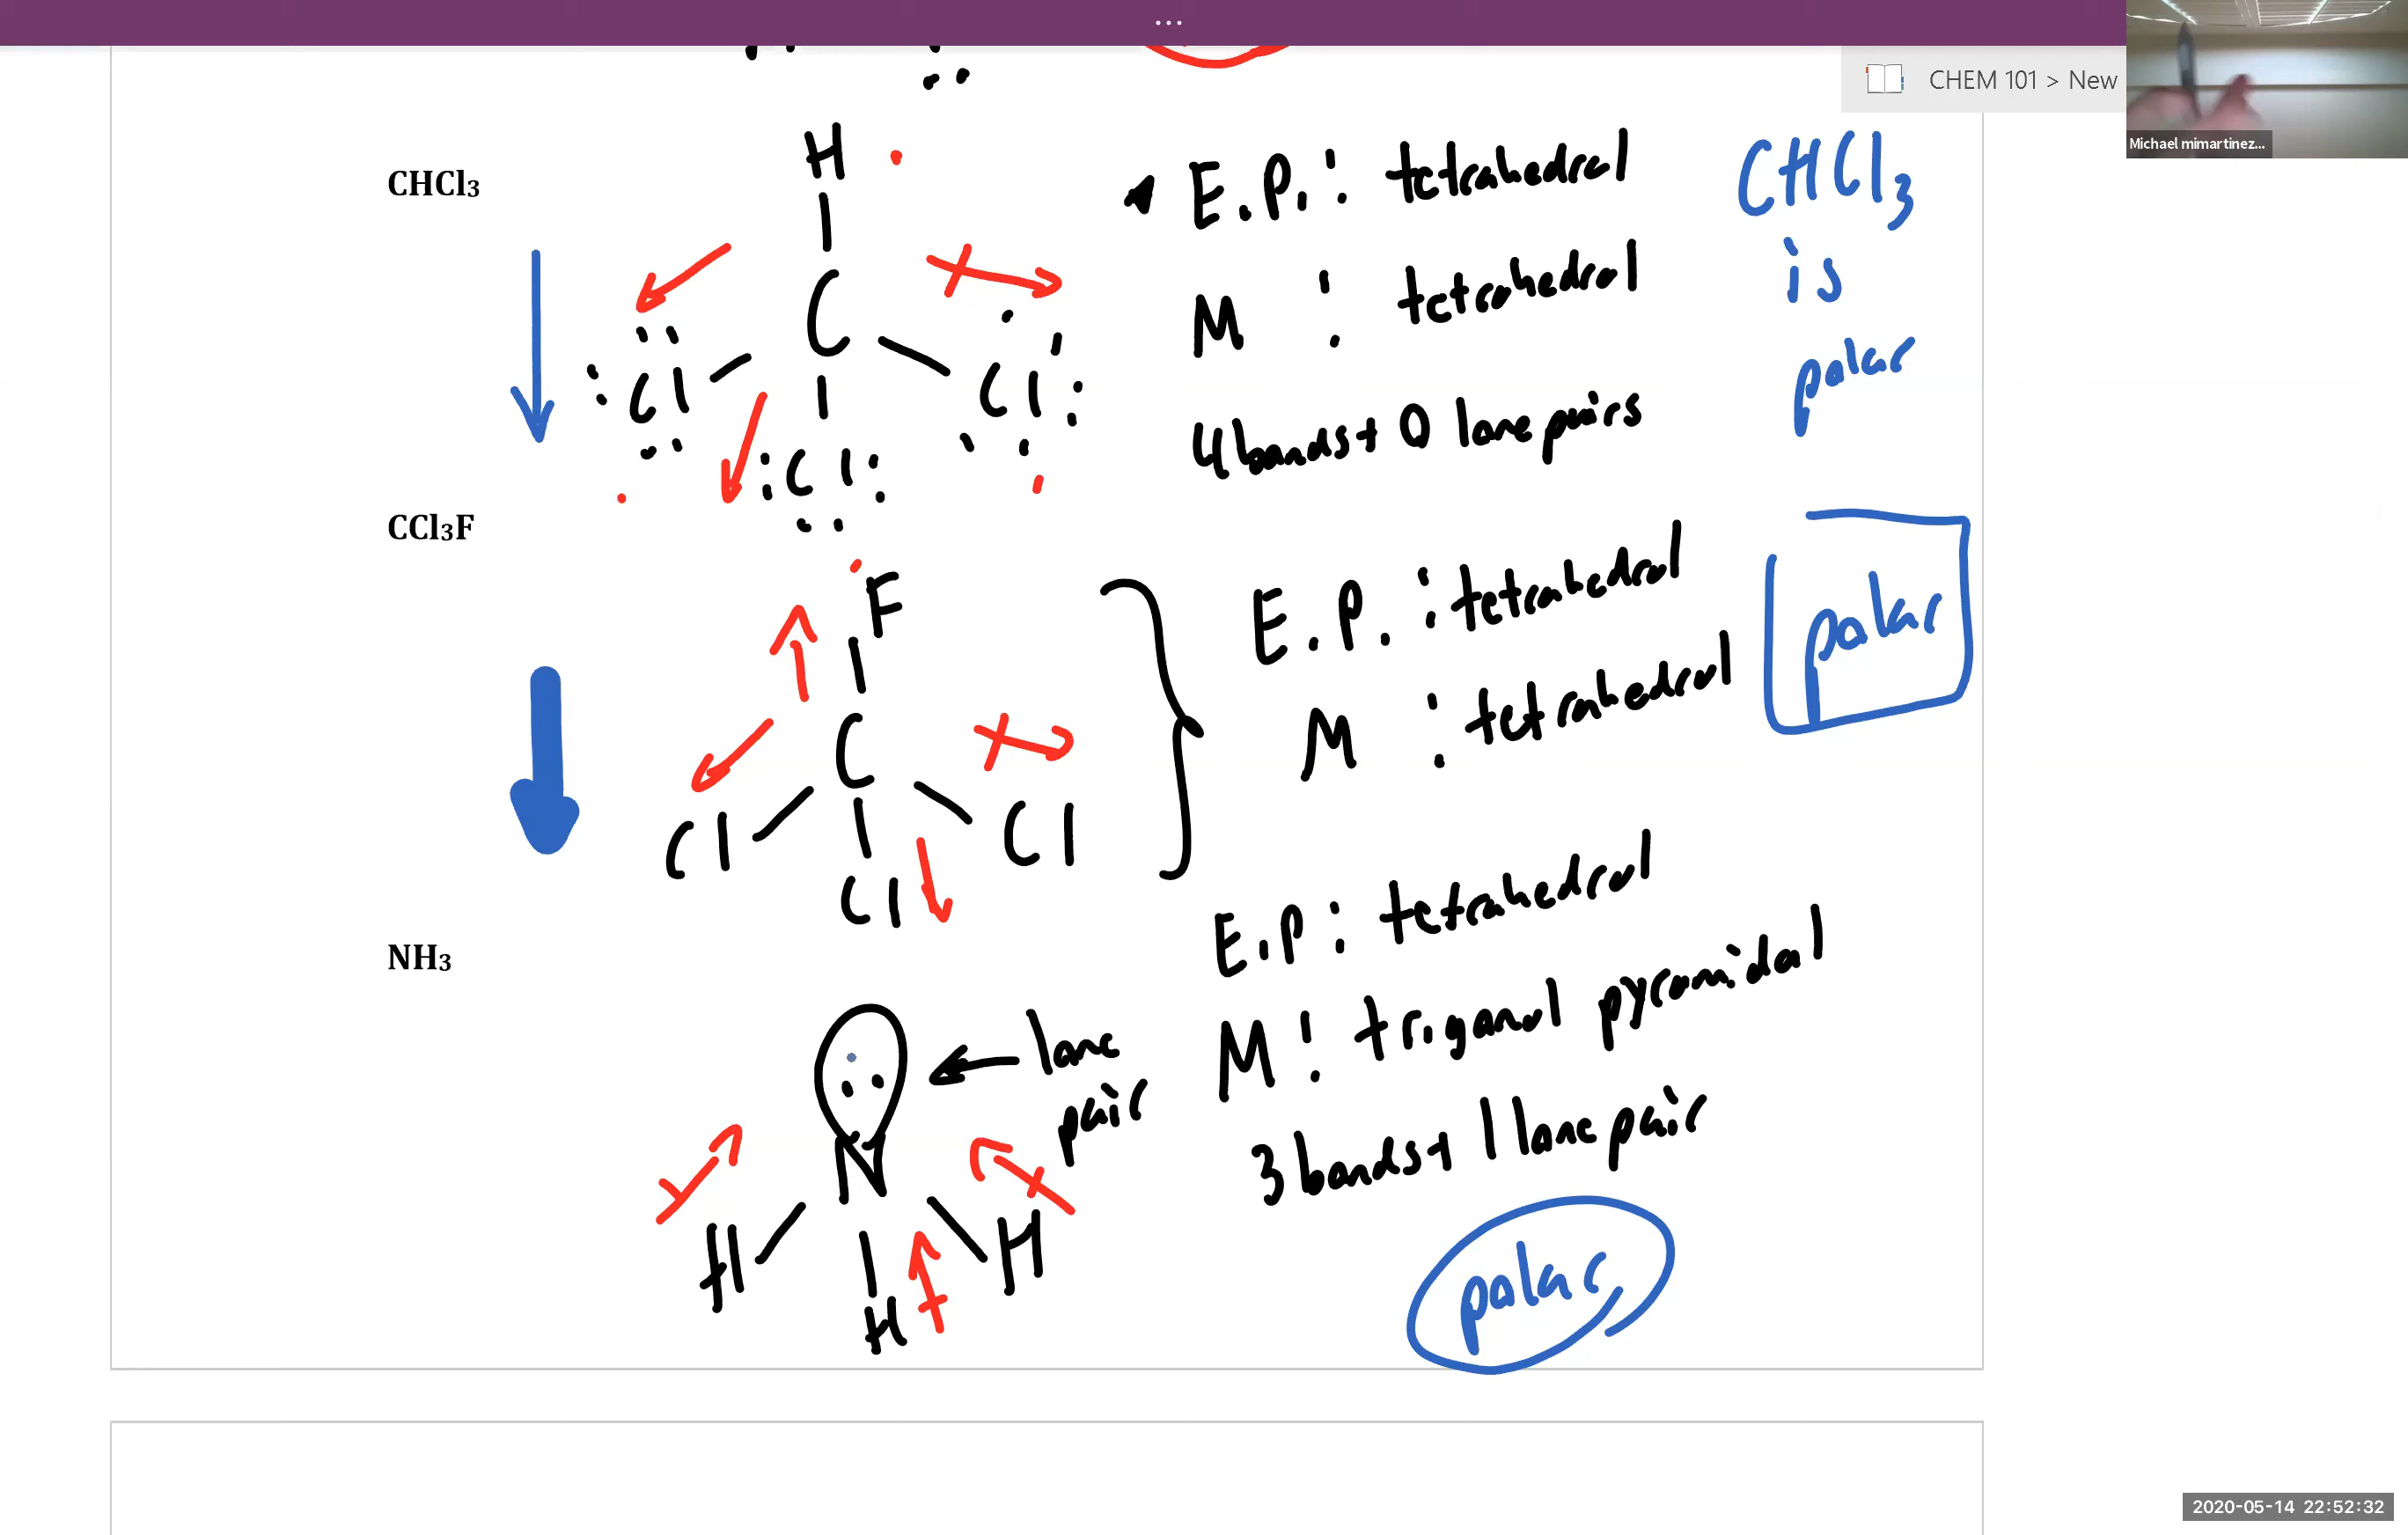 ...
CHEM 101 > New
Michael mimartinez...
CHCl₃
H
C
:Cl
Cl:
:Cl:
E.P.: tetrahedral
M : tetrahedral
4 bonds + 0 lone pairs
CHCl₃
is
polar
CCl₃F
F
C
Cl
Cl
Cl
E.P. : tetrahedral
M : tetrahedral
polar
NH₃
N
H
H
H
lone
pair
E.P: tetrahedral
M: trigonal pyramidal
3 bonds + 1 lone pair
polar
2020-05-14 22:52:32